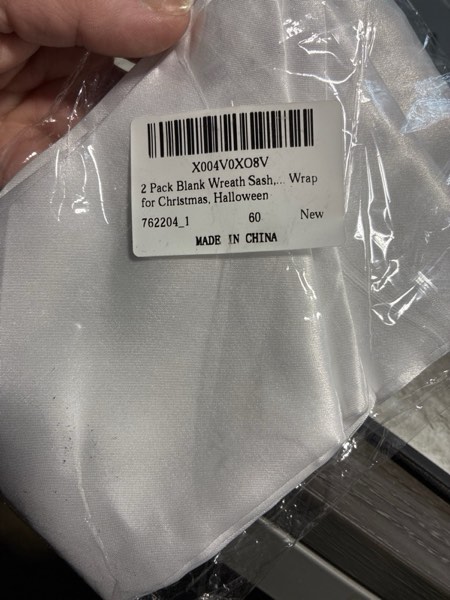 X004V0XO8V
2 Pack Blank Wreath Sash,... Wrap
for Christmas, Halloween
762204_1 60 New
MADE IN CHINA